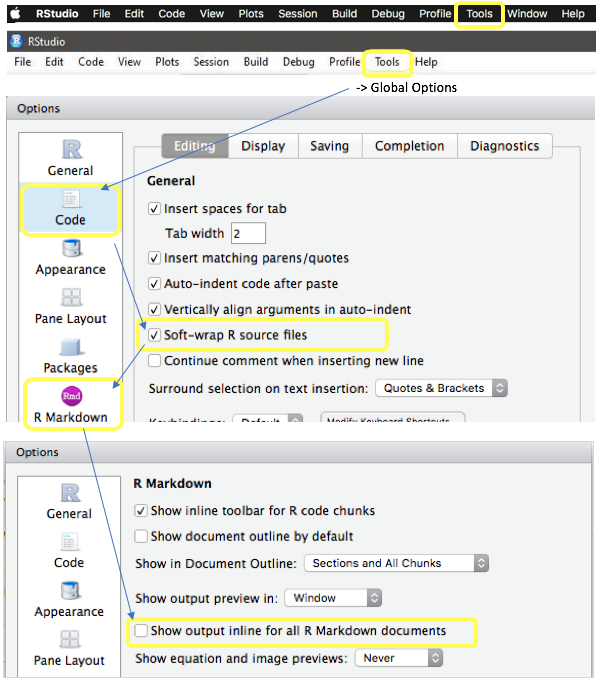 RStudio File Edit Code View Plots Session Build Debug Profile Tools Window Help
RStudio
File Edit Code View Plots Session Build Debug Profile Tools Help
-> Global Options
Options
Editing Display Saving Completion Diagnostics
General
General
Insert spaces for tab
Code
Tab width 2
Insert matching parens/quotes
Appearance
Auto-indent code after paste
Vertically align arguments in auto-indent
Pane Layout
Soft-wrap R source files
Continue comment when inserting new line
Packages
Surround selection on text insertion: Quotes & Brackets
Rmd
R Markdown
Keybindings: Default Modify Keyboard Shortcuts...
Options
R Markdown
General
Show inline toolbar for R code chunks
Show document outline by default
Code
Show in Document Outline: Sections and All Chunks
Show output preview in: Window
Appearance
Show output inline for all R Markdown documents
Pane Layout
Show equation and image previews: Never